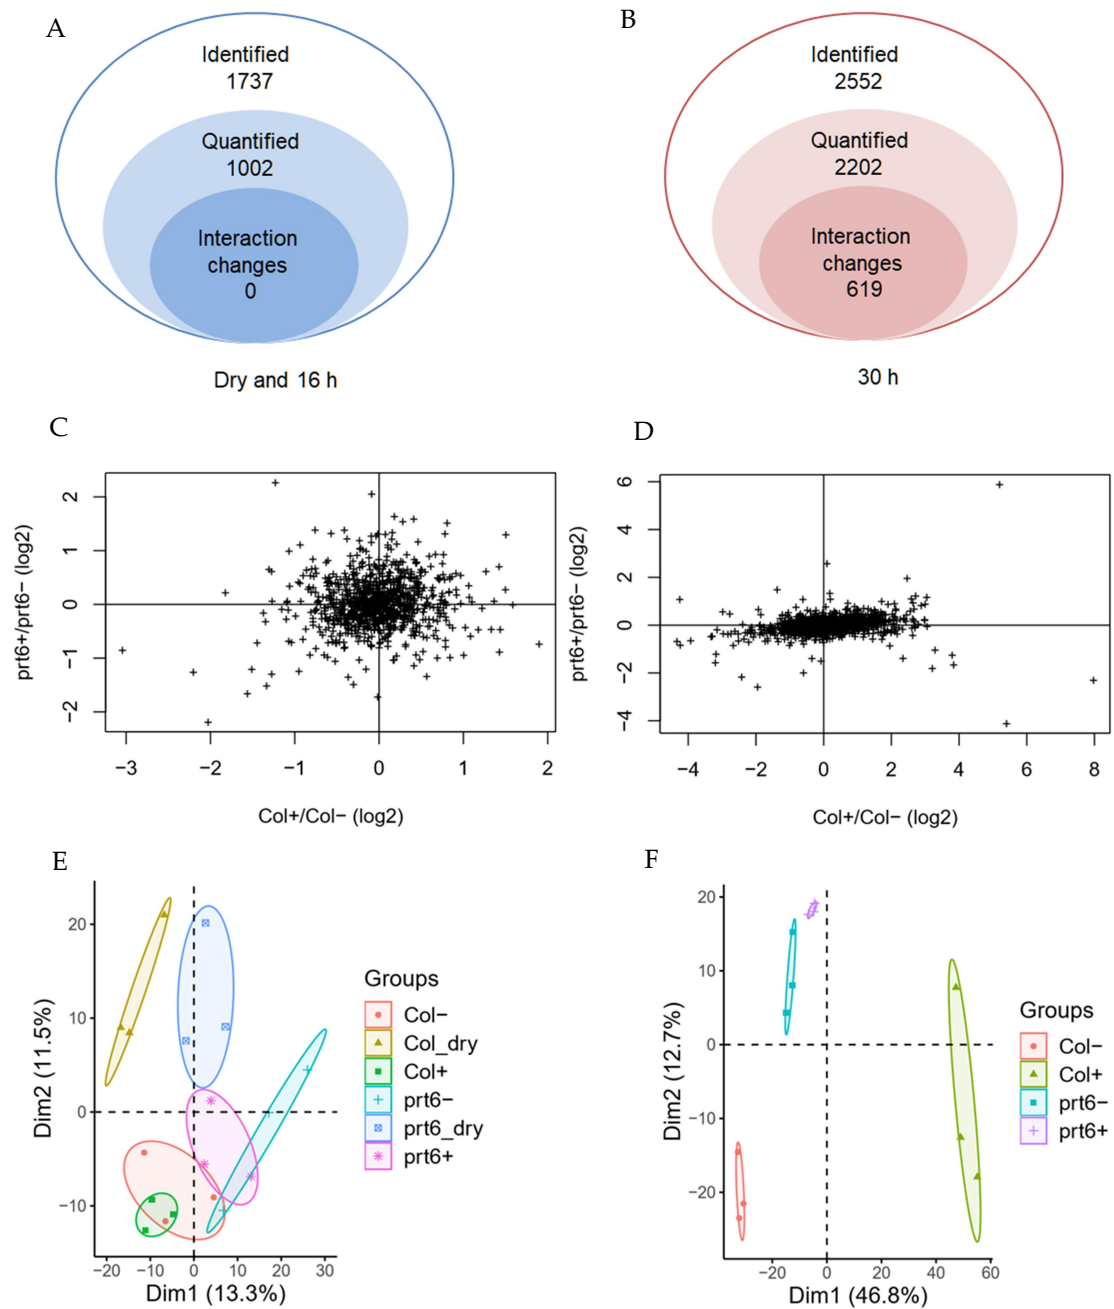 A
Identified
1737
Quantified
1002
Interaction
changes
0
Dry and 16 h
B
Identified
2552
Quantified
2202
Interaction
changes
619
30 h
C
prt6+/prt6− (log2)
2
1
0
−1
−2
−3
−2
−1
0
1
2
Col+/Col− (log2)
D
prt6+/prt6− (log2)
6
4
2
0
−2
−4
−4
−2
0
2
4
6
8
Col+/Col− (log2)
E
Dim2 (11.5%)
20
10
0
−10
−20
−10
0
10
20
30
Dim1 (13.3%)
Groups
Col−
Col_dry
Col+
prt6−
prt6_dry
prt6+
F
Dim2 (12.7%)
20
10
0
−10
−20
−20
0
20
40
60
Dim1 (46.8%)
Groups
Col−
Col+
prt6−
prt6+